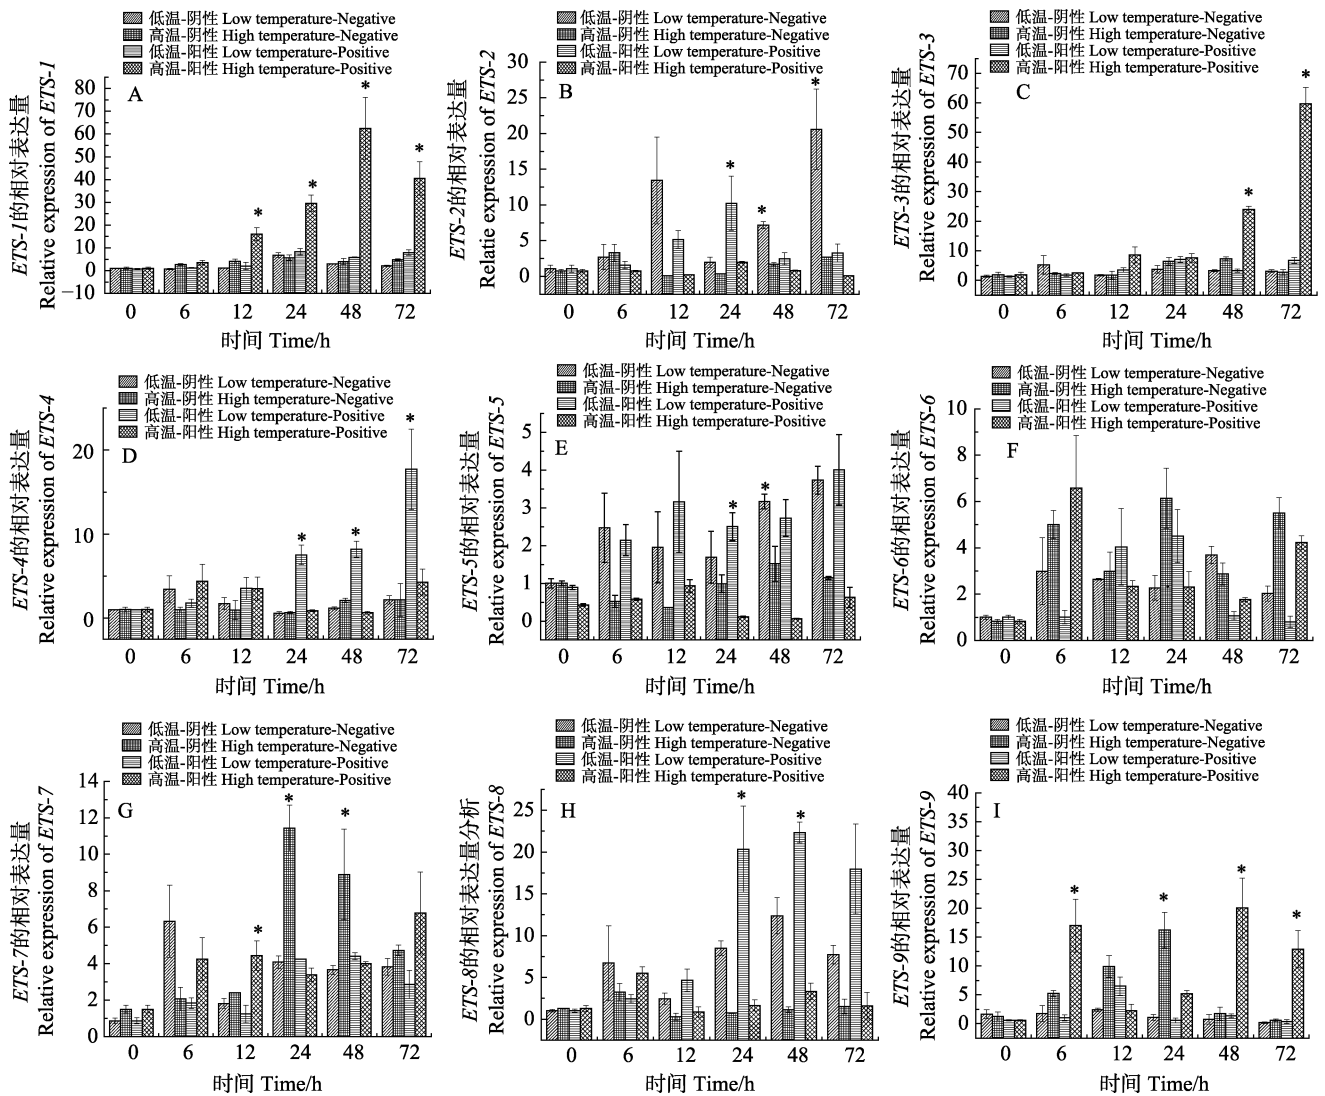 低温-阴性 Low temperature-Negative
高温-阴性 High temperature-Negative
低温-阳性 Low temperature-Positive
高温-阳性 High temperature-Positive
A
ETS-1的相对表达量
Relative expression of ETS-1
80
70
60
50
40
30
20
10
0
−10
0 6 12 24 48 72
时间 Time/h
低温-阴性 Low temperature-Negative
高温-阴性 High temperature-Negative
低温-阳性 Low temperature-Positive
高温-阳性 High temperature-Positive
B
ETS-2的相对表达量
Relatie expression of ETS-2
30
25
20
15
10
5
0
0 6 12 24 48 72
时间 Time/h
低温-阴性 Low temperature-Negative
高温-阴性 High temperature-Negative
低温-阳性 Low temperature-Positive
高温-阳性 High temperature-Positive
C
ETS-3的相对表达量
Relative expression of ETS-3
70
60
50
40
30
20
10
0
0 6 12 24 48 72
时间 Time/h
低温-阴性 Low temperature-Negative
高温-阴性 High temperature-Negative
低温-阳性 Low temperature-Positive
高温-阳性 High temperature-Positive
D
ETS-4的相对表达量
Relative expression of ETS-4
20
10
0
0 6 12 24 48 72
时间 Time/h
低温-阴性 Low temperature-Negative
高温-阴性 High temperature-Negative
低温-阳性 Low temperature-Positive
高温-阳性 High temperature-Positive
E
ETS-5的相对表达量
Relative expression of ETS-5
5
4
3
2
1
0
0 6 12 24 48 72
时间 Time/h
低温-阴性 Low temperature-Negative
高温-阴性 High temperature-Negative
低温-阳性 Low temperature-Positive
高温-阳性 High temperature-Positive
F
ETS-6的相对表达量
Relative expression of ETS-6
10
8
6
4
2
0
0 6 12 24 48 72
时间 Time/h
低温-阴性 Low temperature-Negative
高温-阴性 High temperature-Negative
低温-阳性 Low temperature-Positive
高温-阳性 High temperature-Positive
G
ETS-7的相对表达量
Relative expression of ETS-7
14
12
10
8
6
4
2
0
0 6 12 24 48 72
时间 Time/h
低温-阴性 Low temperature-Negative
高温-阴性 High temperature-Negative
低温-阳性 Low temperature-Positive
高温-阳性 High temperature-Positive
H
ETS-8的相对表达量分析
Relative expression of ETS-8
25
20
15
10
5
0
0 6 12 24 48 72
时间 Time/h
低温-阴性 Low temperature-Negative
高温-阴性 High temperature-Negative
低温-阳性 Low temperature-Positive
高温-阳性 High temperature-Positive
I
ETS-9的相对表达量
Relative expression of ETS-9
40
35
30
25
20
15
10
5
0
0 6 12 24 48 72
时间 Time/h